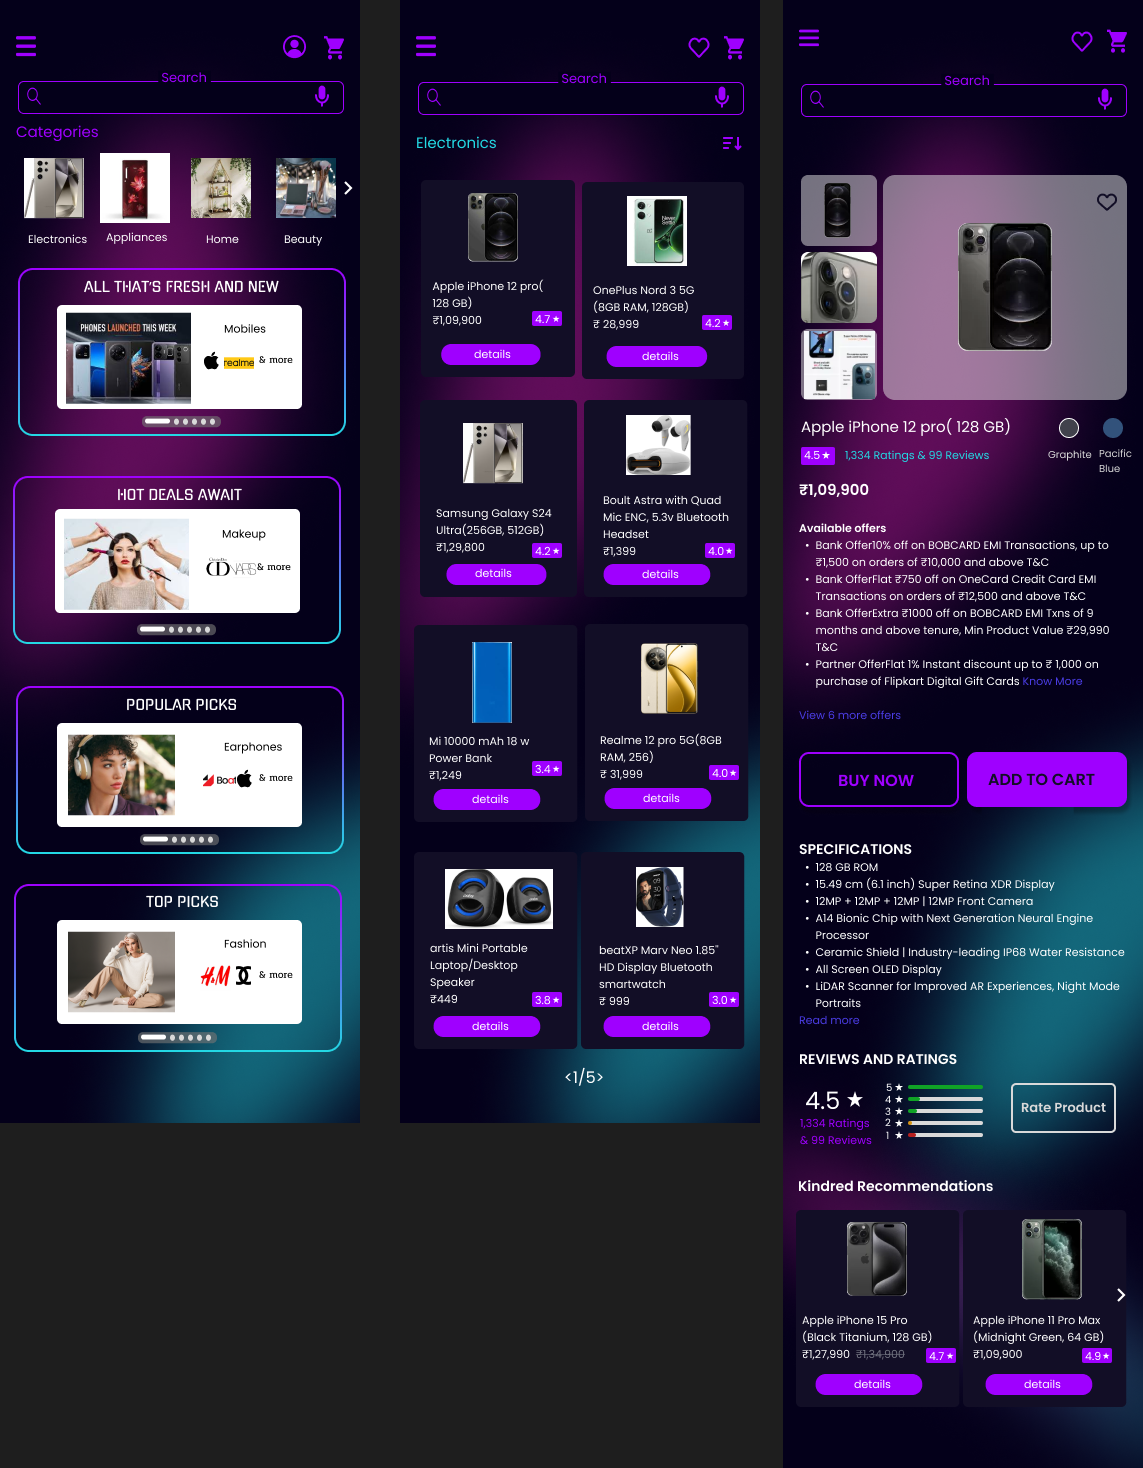 Search
Categories
Electronics
Appliances
Home
Beauty
ALL THAT'S FRESH AND NEW
PHONES LAUNCHED THIS WEEK
Mobiles
realme
& more
HOT DEALS AWAIT
Makeup
CD NARS & more
POPULAR PICKS
Earphones
Boat
& more
TOP PICKS
Fashion
H&M
& more
Search
Electronics
Apple iPhone 12 pro(
128 GB)
₹1,09,900
4.7★
details
OnePlus Nord 3 5G
(8GB RAM, 128GB)
₹ 28,999
4.2★
details
Samsung Galaxy S24
Ultra(256GB, 512GB)
₹1,29,800
4.2★
details
Boult Astra with Quad
Mic ENC, 5.3v Bluetooth
Headset
₹1,399
4.0★
details
Mi 10000 mAh 18 w
Power Bank
₹1,249
3.4★
details
Realme 12 pro 5G(8GB
RAM, 256)
₹ 31,999
4.0★
details
artis Mini Portable
Laptop/Desktop
Speaker
₹449
3.8★
details
beatXP Marv Neo 1.85"
HD Display Bluetooth
smartwatch
₹ 999
3.0★
details
<1/5>
Search
Apple iPhone 12 pro( 128 GB)
4.5★
1,334 Ratings & 99 Reviews
Graphite
Pacific
Blue
₹1,09,900
Available offers
• Bank Offer10% off on BOBCARD EMI Transactions, up to
₹1,500 on orders of ₹10,000 and above T&C
• Bank OfferFlat ₹750 off on OneCard Credit Card EMI
Transactions on orders of ₹12,500 and above T&C
• Bank OfferExtra ₹1000 off on BOBCARD EMI Txns of 9
months and above tenure, Min Product Value ₹29,990
T&C
• Partner OfferFlat 1% Instant discount up to ₹ 1,000 on
purchase of Flipkart Digital Gift Cards Know More
View 6 more offers
BUY NOW
ADD TO CART
SPECIFICATIONS
• 128 GB ROM
• 15.49 cm (6.1 inch) Super Retina XDR Display
• 12MP + 12MP + 12MP | 12MP Front Camera
• A14 Bionic Chip with Next Generation Neural Engine
Processor
• Ceramic Shield | Industry-leading IP68 Water Resistance
• All Screen OLED Display
• LiDAR Scanner for Improved AR Experiences, Night Mode
Portraits
Read more
REVIEWS AND RATINGS
4.5 ★
1,334 Ratings
& 99 Reviews
5 ★
4 ★
3 ★
2 ★
1 ★
Rate Product
Kindred Recommendations
Apple iPhone 15 Pro
(Black Titanium, 128 GB)
₹1,27,990 ₹1,34,900
4.7★
details
Apple iPhone 11 Pro Max
(Midnight Green, 64 GB)
₹1,09,900
4.9★
details